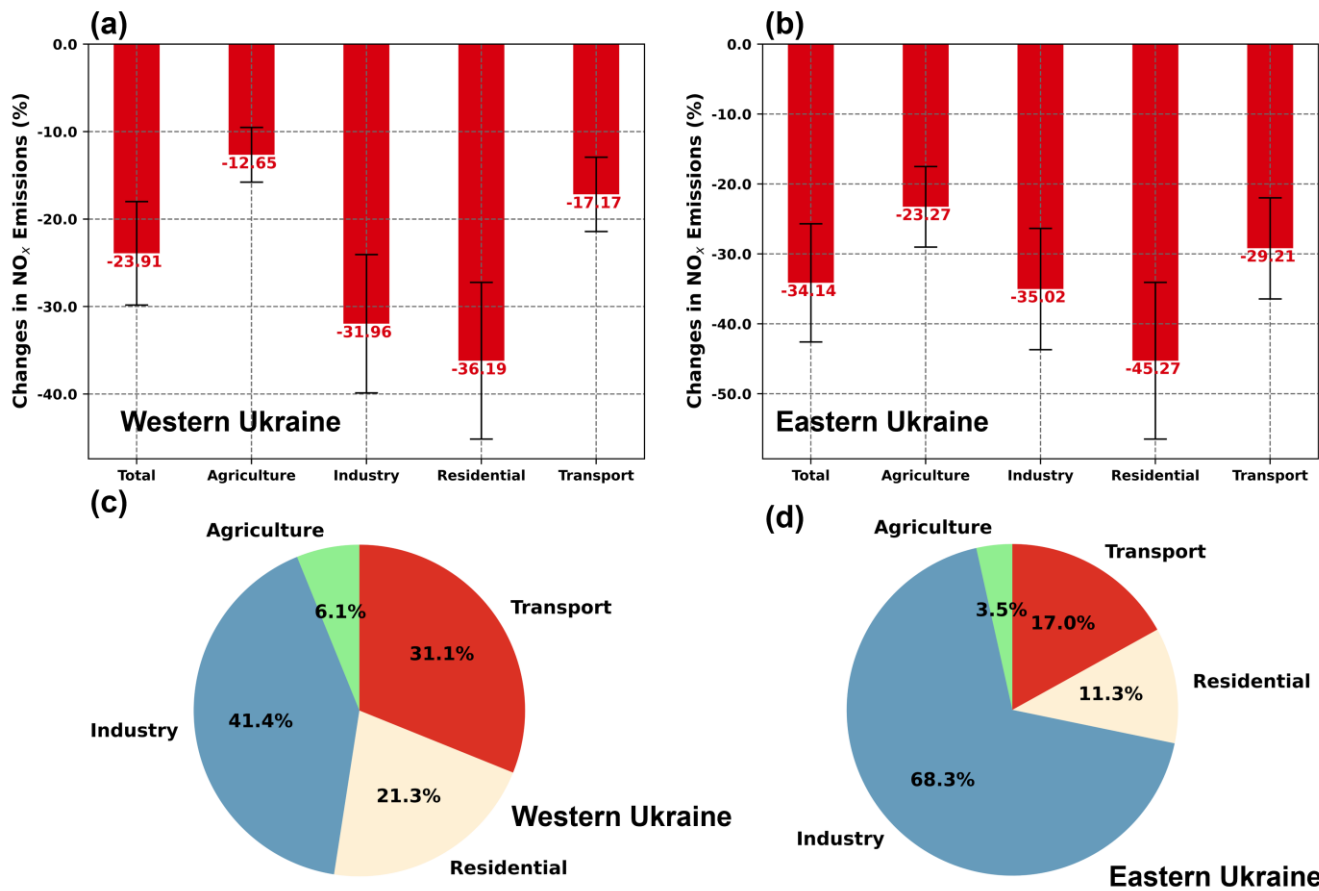 (a)
Changes in NOx Emissions (%)
0.0
-10.0
-20.0
-30.0
-40.0
-23.91
-12.65
-31.96
-36.19
-17.17
Western Ukraine
Total Agriculture Industry Residential Transport
(b)
Changes in NOx Emissions (%)
0.0
-10.0
-20.0
-30.0
-40.0
-50.0
-34.14
-23.27
-35.02
-45.27
-29.21
Eastern Ukraine
Total Agriculture Industry Residential Transport
(c)
Agriculture
6.1%
Transport
31.1%
Industry
41.4%
21.3%
Residential
Western Ukraine
(d)
Agriculture
3.5%
Transport
17.0%
Residential
11.3%
68.3%
Industry
Eastern Ukraine